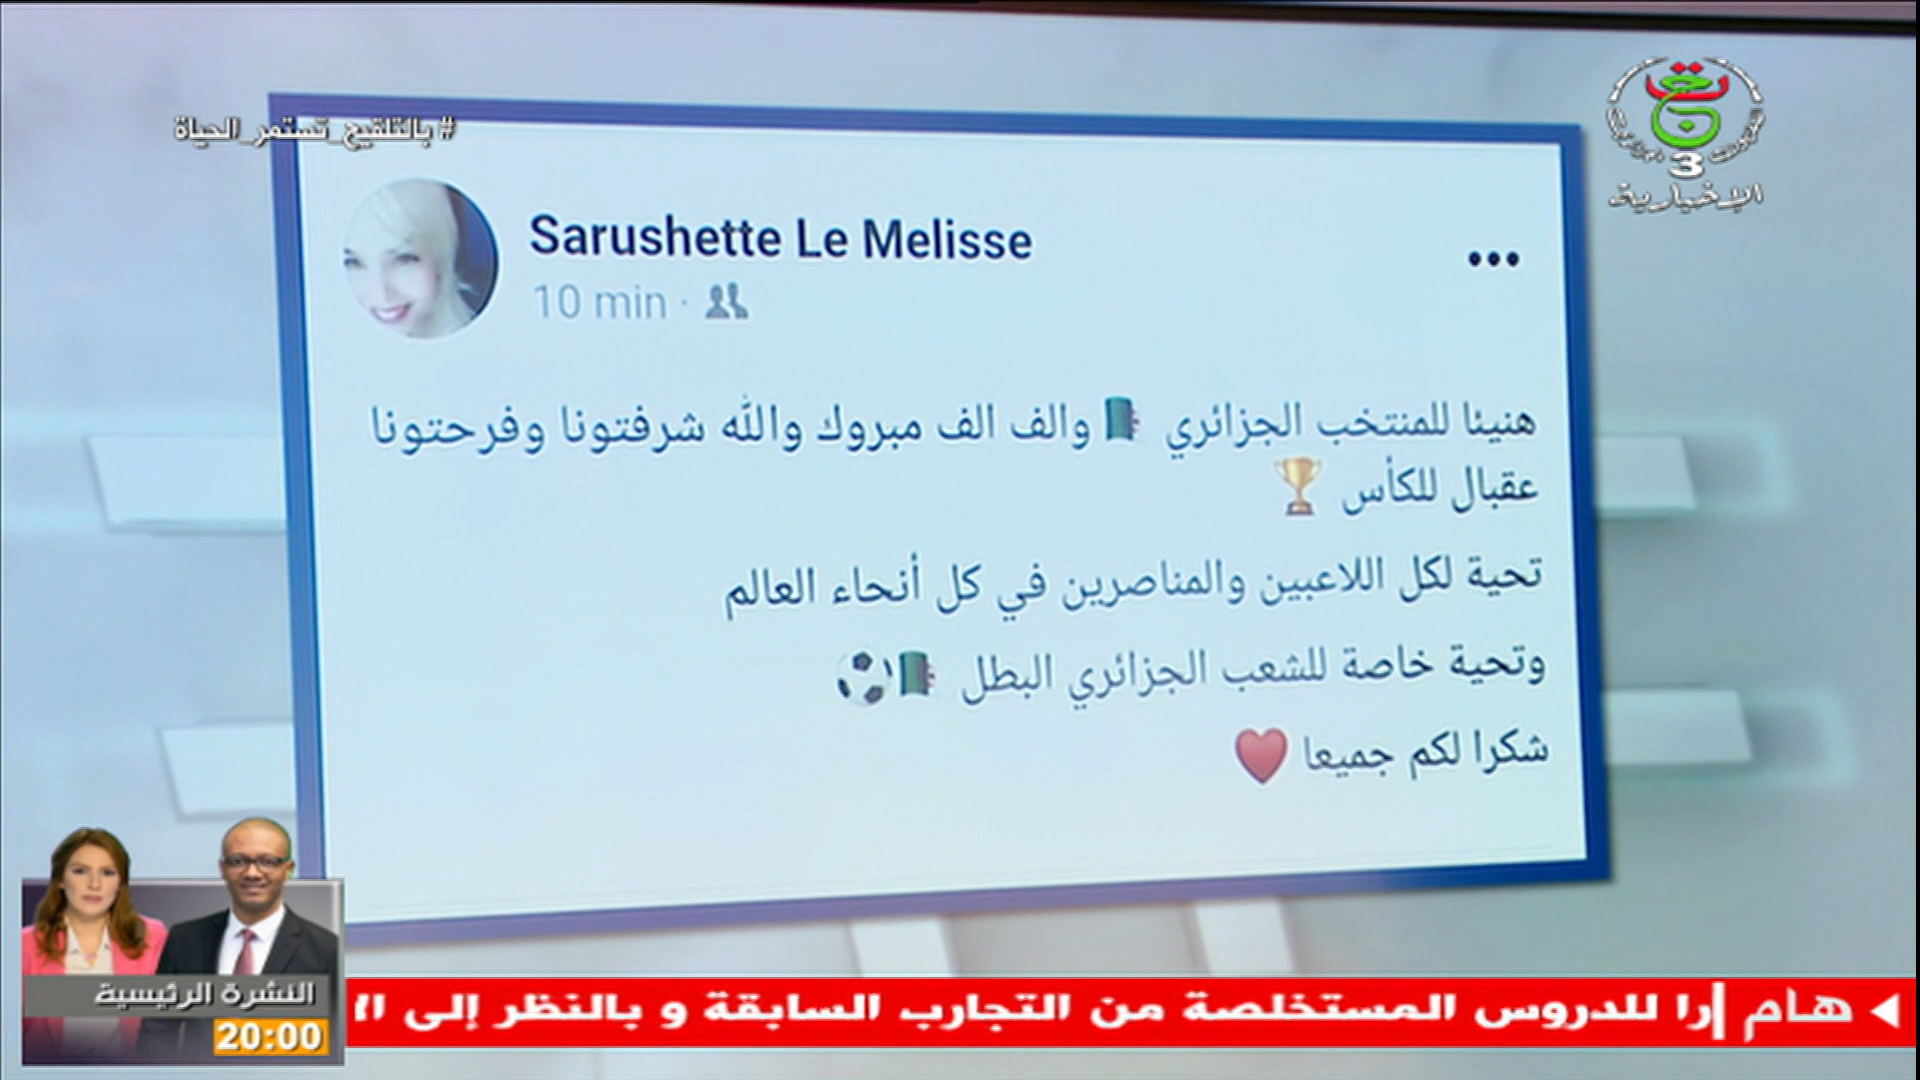 #بالتلقيح_تستمر_الحياة
3
الإخبارية
Sarushette Le Melisse
10 min ·
هنيئا للمنتخب الجزائري والف الف مبروك والله شرفتونا وفرحتونا
عقبال للكأس
تحية لكل اللاعبين والمناصرين في كل أنحاء العالم
وتحية خاصة للشعب الجزائري البطل
شكرا لكم جميعا
النشرة الرئيسية
20:00
هام
را للدروس المستخلصة من التجارب السابقة و بالنظر إلى الا